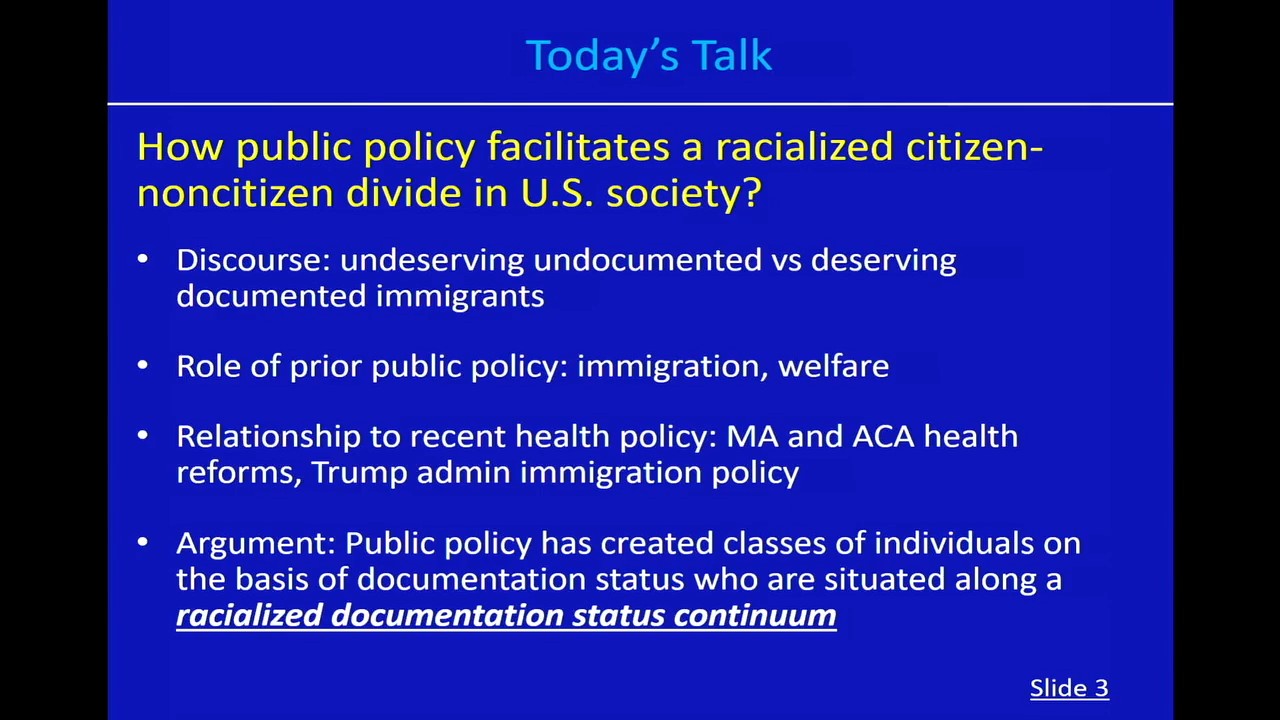 Today’s Talk
How public policy facilitates a racialized citizen-
noncitizen divide in U.S. society?
• Discourse: undeserving undocumented vs deserving
documented immigrants
• Role of prior public policy: immigration, welfare
• Relationship to recent health policy: MA and ACA health
reforms, Trump admin immigration policy
• Argument: Public policy has created classes of individuals on
the basis of documentation status who are situated along a
racialized documentation status continuum
Slide 3